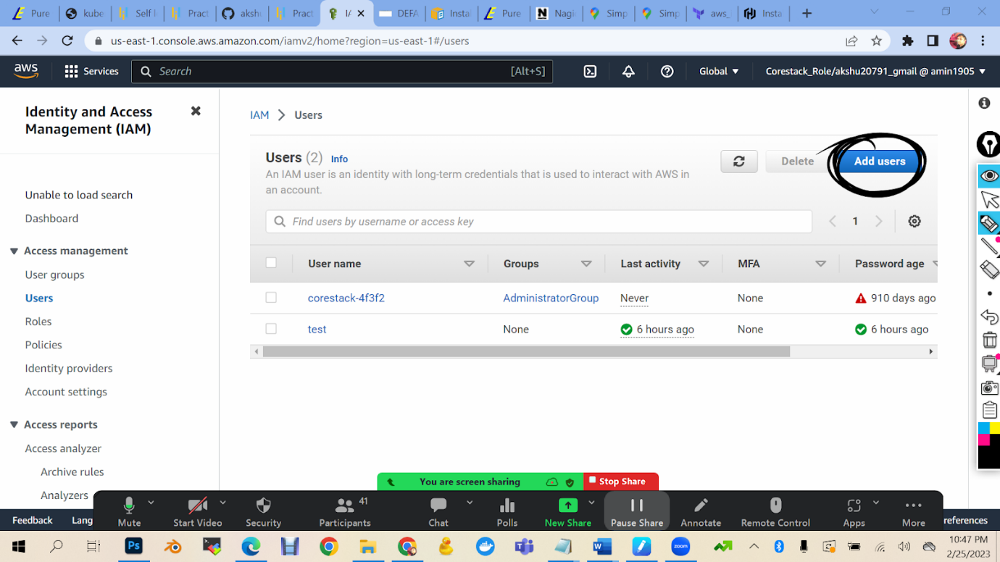 Pure
kube
Self l
Pract
akshu
Pract
IA
DEFA
Instal
Pure
Nagi
Simp
Simp
aws_
Insta
us-east-1.console.aws.amazon.com/iamv2/home?region=us-east-1#/users
aws
Services
Search
[Alt+S]
Global
Corestack_Role/akshu20791_gmail @ amin1905
Identity and Access
Management (IAM)
Unable to load search
Dashboard
Access management
User groups
Users
Roles
Policies
Identity providers
Account settings
Access reports
Access analyzer
Archive rules
Analyzers
IAM > Users
Users (2) Info
An IAM user is an identity with long-term credentials that is used to interact with AWS in
an account.
Delete
Add users
Find users by username or access key
1
User name Groups Last activity MFA Password age
corestack-4f3f2 AdministratorGroup Never None 910 days ago
test None 6 hours ago None 6 hours ago
You are screen sharing
Stop Share
Feedback Lang
references
Mute
Start Video
Security
Participants 41
Chat
Polls
New Share
Pause Share
Annotate
Remote Control
Apps
More
Ps
zoom
10:47 PM
2/25/2023